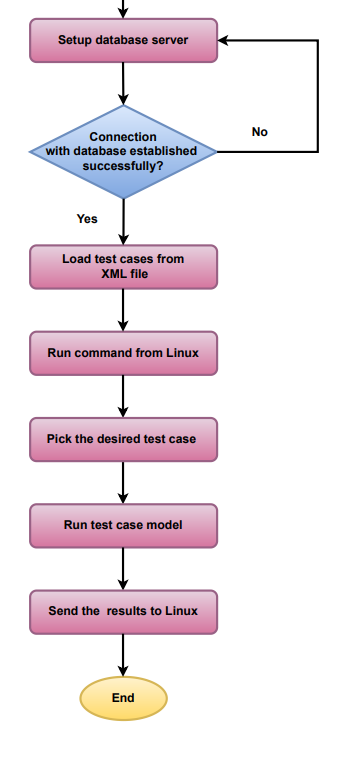 Setup database server
Connection
with database established
successfully?
No
Yes
Load test cases from
XML file
Run command from Linux
Pick the desired test case
Run test case model
Send the  results to Linux
End